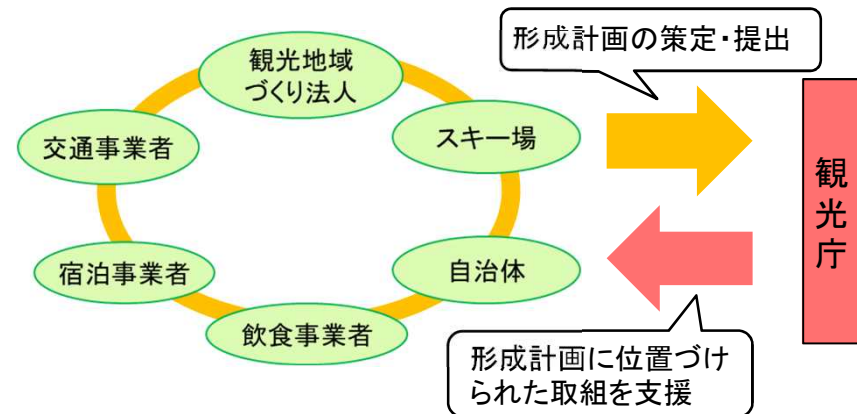 形成計画の策定・提出
観光地域
づくり法人
交通事業者
スキー場
宿泊事業者
自治体
飲食事業者
観光庁
形成計画に位置づけ
られた取組を支援